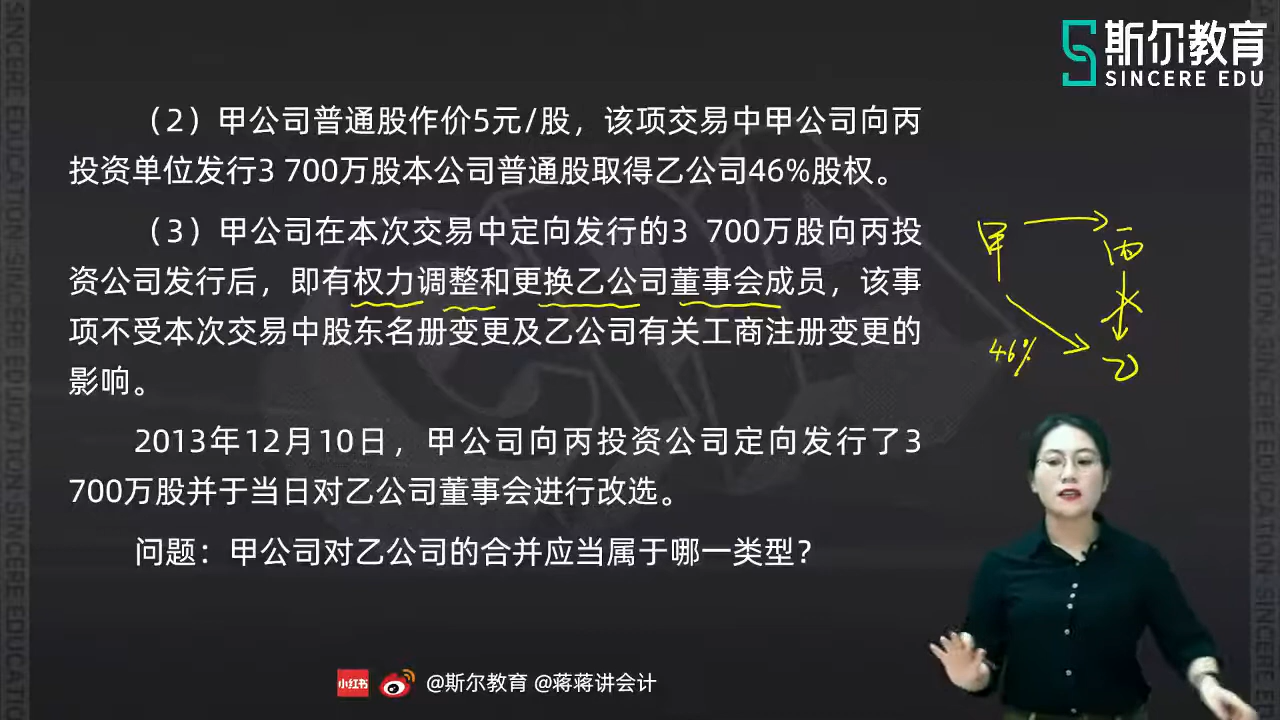 斯尔教育
SINCERE EDU
（2）甲公司普通股作价5元/股，该项交易中甲公司向丙
投资单位发行3 700万股本公司普通股取得乙公司46%股权。
（3）甲公司在本次交易中定向发行的3 700万股向丙投
资公司发行后，即有权力调整和更换乙公司董事会成员，该事
项不受本次交易中股东名册变更及乙公司有关工商注册变更的
影响。
甲
丙
46%
乙
2013年12月10日，甲公司向丙投资公司定向发行了3
700万股并于当日对乙公司董事会进行改选。
问题：甲公司对乙公司的合并应当属于哪一类型？
小红书 @斯尔教育 @蒋蒋讲会计